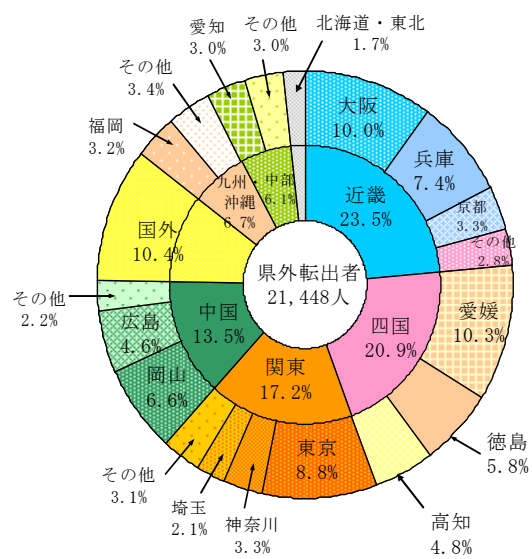 県外転出者
21,448人
近畿
23.5%
大阪
10.0%
兵庫
7.4%
京都
3.3%
その他
2.8%
四国
20.9%
愛媛
10.3%
徳島
5.8%
高知
4.8%
関東
17.2%
東京
8.8%
神奈川
3.3%
埼玉
2.1%
その他
3.1%
中国
13.5%
岡山
6.6%
広島
4.6%
その他
2.2%
国外
10.4%
九州・
沖縄
6.7%
福岡
3.2%
その他
3.4%
中部
6.1%
愛知
3.0%
その他
3.0%
北海道・東北
1.7%